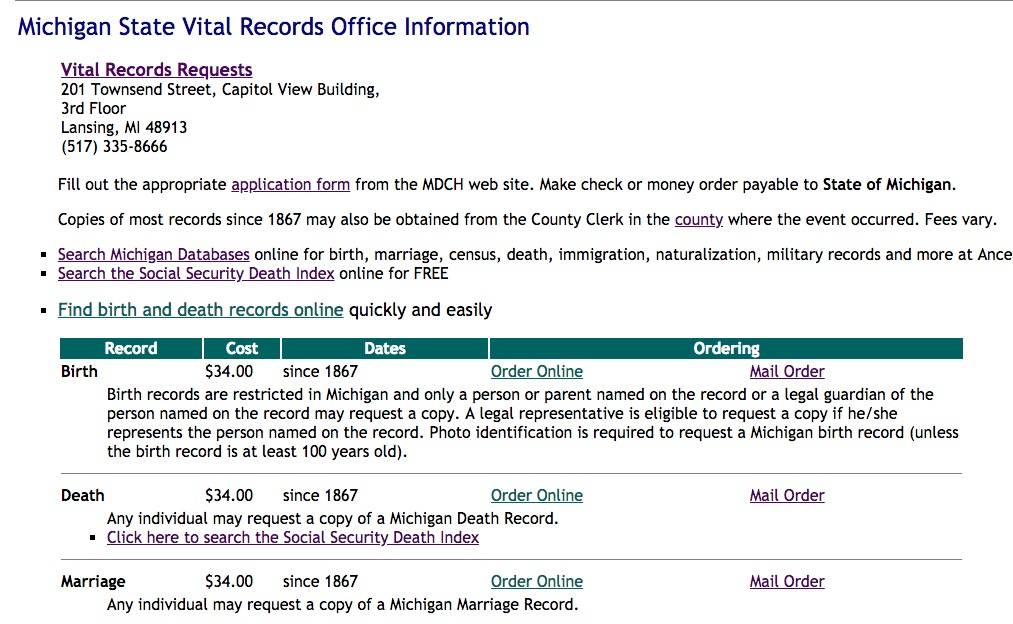 Michigan State Vital Records Office Information
Vital Records Requests
201 Townsend Street, Capitol View Building,
3rd Floor
Lansing, MI 48913
(517) 335-8666
Fill out the appropriate application form from the MDCH web site. Make check or money order payable to State of Michigan.
Copies of most records since 1867 may also be obtained from the County Clerk in the county where the event occurred. Fees vary.
▪ Search Michigan Databases online for birth, marriage, census, death, immigration, naturalization, military records and more at Ance
▪ Search the Social Security Death Index online for FREE
▪ Find birth and death records online quickly and easily
Record Cost Dates Ordering
Birth $34.00 since 1867 Order Online Mail Order
Birth records are restricted in Michigan and only a person or parent named on the record or a legal guardian of the
person named on the record may request a copy. A legal representative is eligible to request a copy if he/she
represents the person named on the record. Photo identification is required to request a Michigan birth record (unless
the birth record is at least 100 years old).
Death $34.00 since 1867 Order Online Mail Order
Any individual may request a copy of a Michigan Death Record.
▪ Click here to search the Social Security Death Index
Marriage $34.00 since 1867 Order Online Mail Order
Any individual may request a copy of a Michigan Marriage Record.